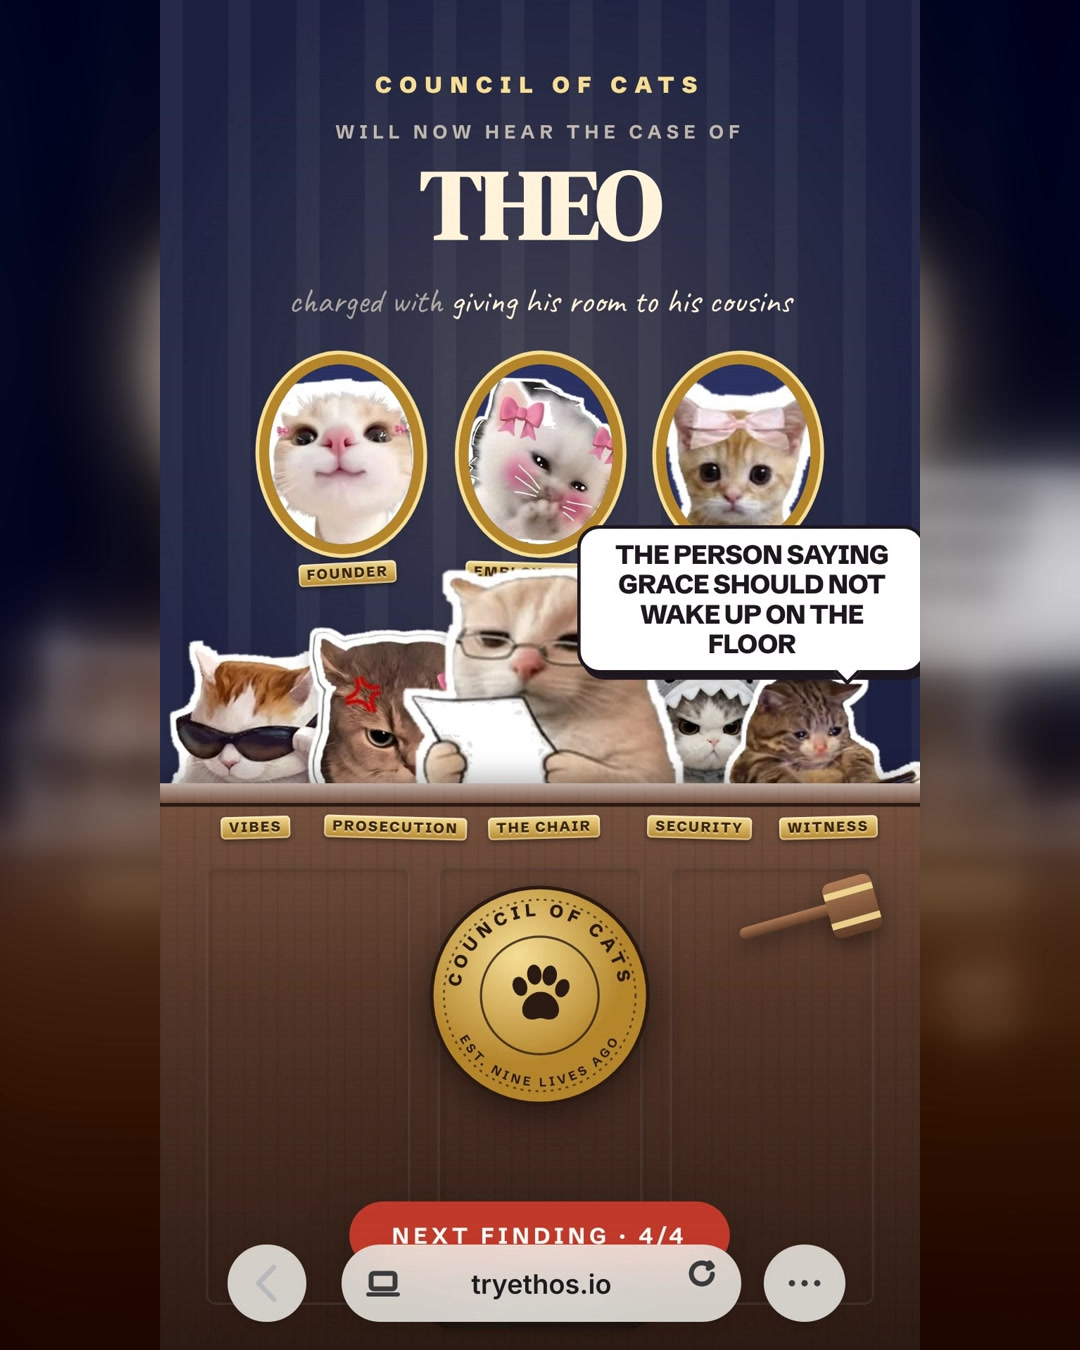 COUNCIL OF CATS
WILL NOW HEAR THE CASE OF
THEO
charged with giving his room to his cousins
FOUNDER
THE PERSON SAYING
GRACE SHOULD NOT
WAKE UP ON THE
FLOOR
VIBES
PROSECUTION
THE CHAIR
SECURITY
WITNESS
COUNCIL OF CATS
EST. NINE LIVES AGO
NEXT FINDING · 4/4
tryethos.io